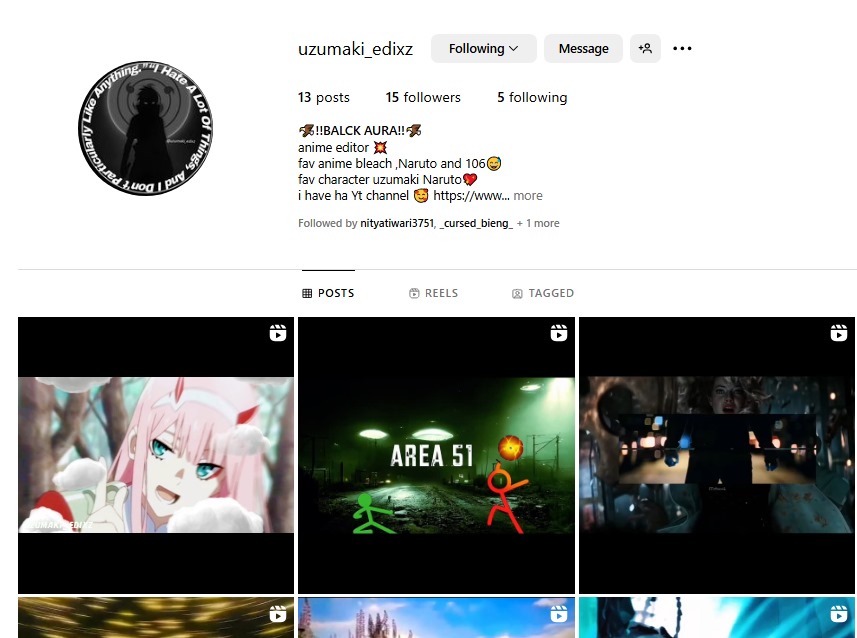 uzumaki_edixz Following Message
13 posts 15 followers 5 following
!!BALCK AURA!!
anime editor 💥
fav anime bleach ,Naruto and 106😅
fav character uzumaki Naruto💖
i have ha Yt channel 🥰 https://www... more
Followed by nityatiwari3751, _cursed_bieng_ + 1 more
"I Hate A Lot Of Things, And I Don't Particularly Like Anything."
POSTS REELS TAGGED
UZUMAKI_EDIXZ
AREA 51